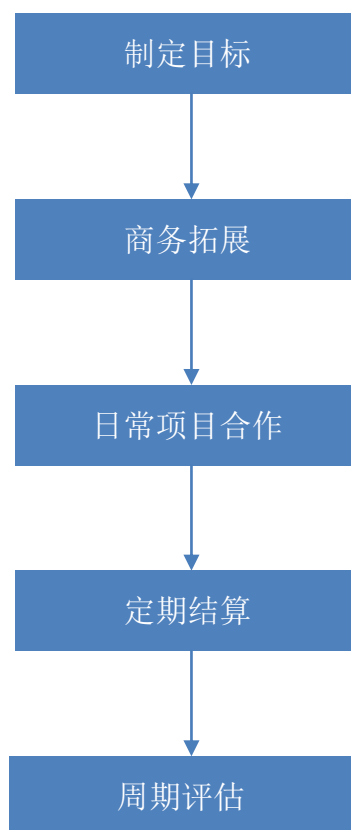 制定目标
商务拓展
日常项目合作
定期结算
周期评估